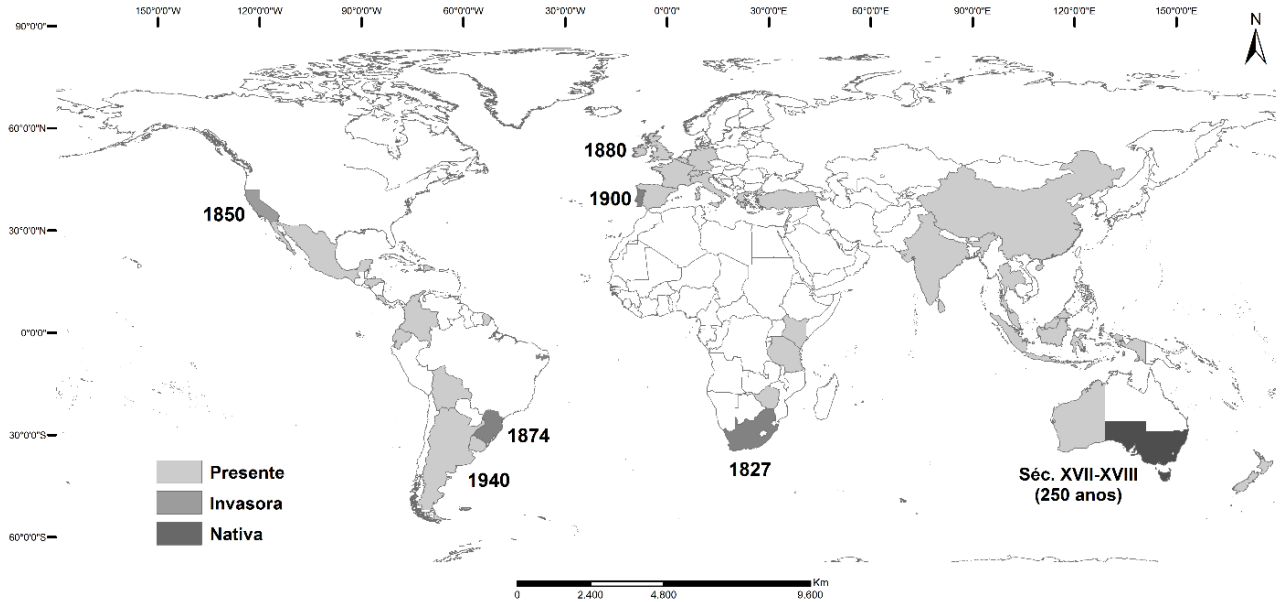 150°0'0"W 120°0'0"W 90°0'0"W 60°0'0"W 30°0'0"W 0°0'0" 30°0'0"E 60°0'0"E 90°0'0"E 120°0'0"E 150°0'0"E
90°0'0"N
N
60°0'0"N
1880
1900
1850
30°0'0"N
0°0'0"
30°0'0"S
1874
1827
1940
Séc. XVII-XVIII
(250 anos)
Presente
Invasora
Nativa
60°0'0"S
Km
0 2.400 4.800 9.600